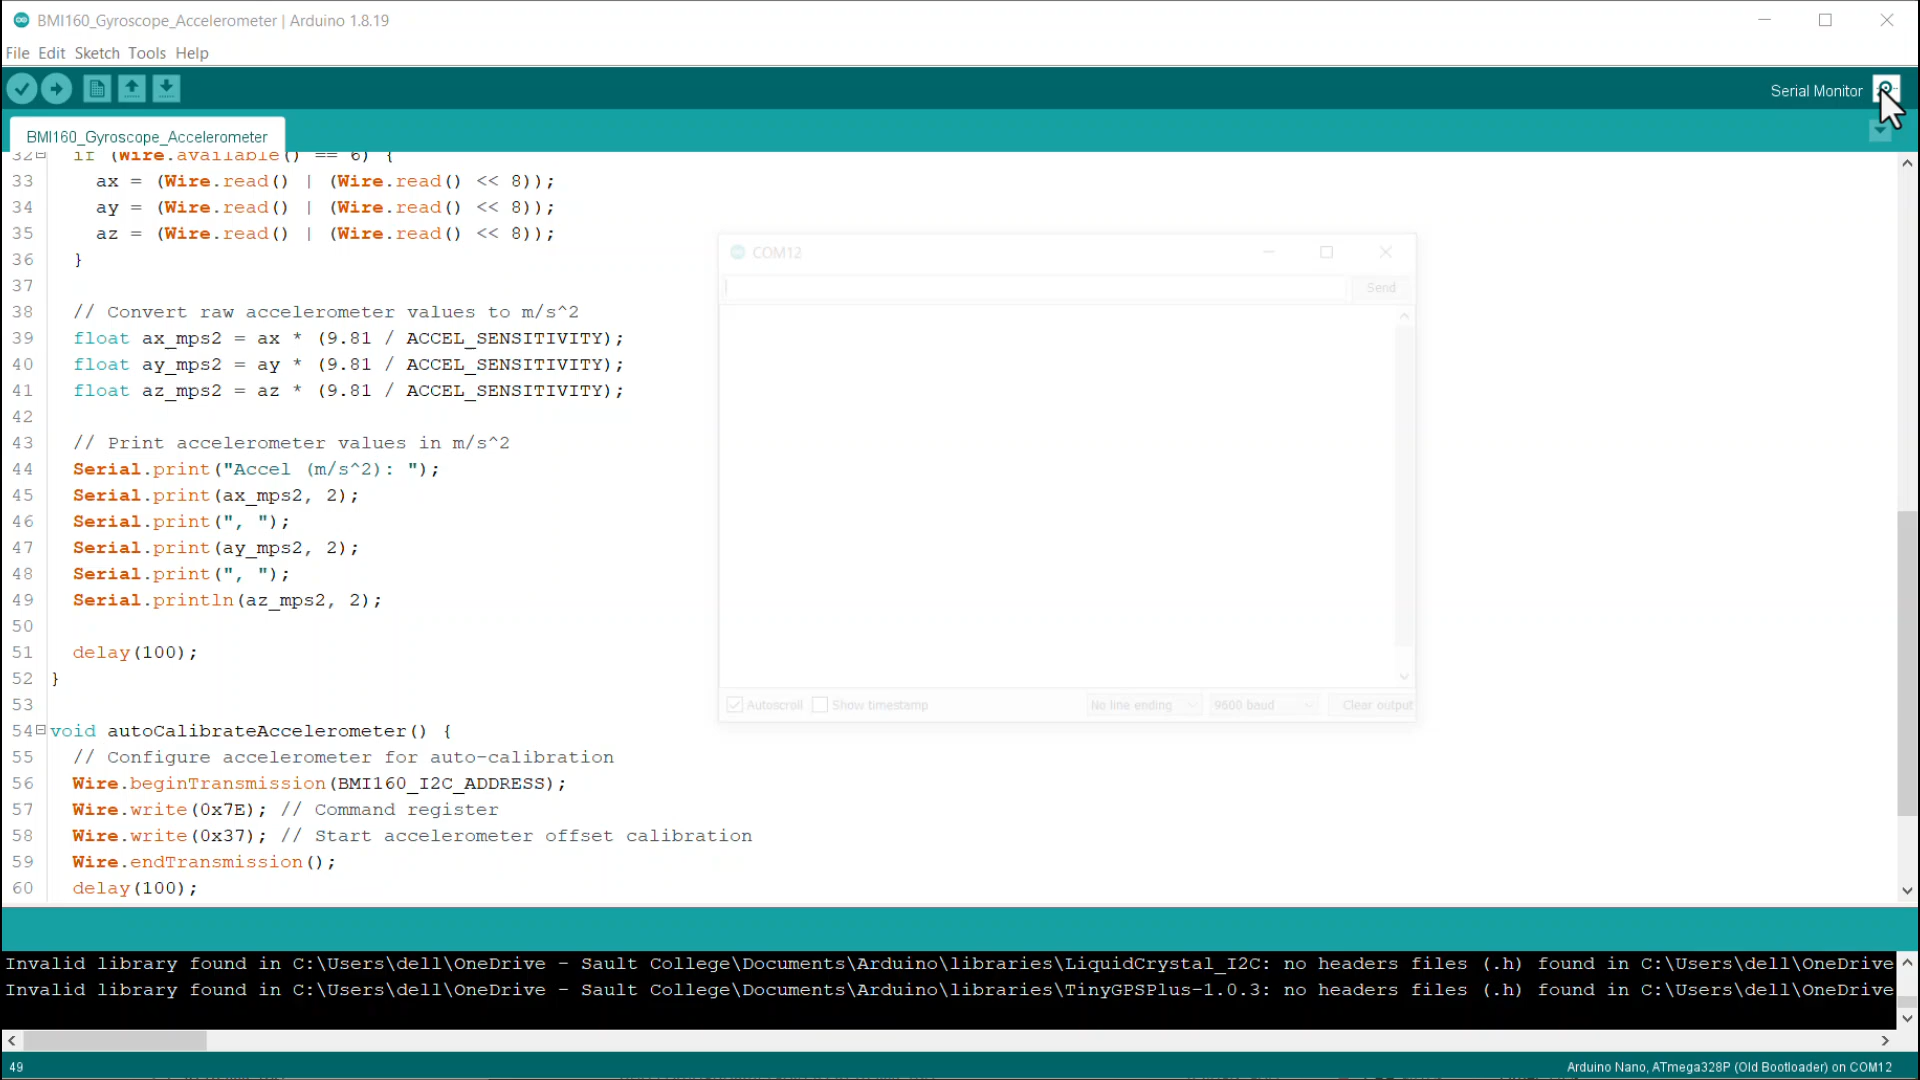 BMI160_Gyroscope_Accelerometer | Arduino 1.8.19
File Edit Sketch Tools Help
Serial Monitor
BMI160_Gyroscope_Accelerometer
32 if (Wire.available() == 6) {
33 ax = (Wire.read() | (Wire.read() << 8));
34 ay = (Wire.read() | (Wire.read() << 8));
35 az = (Wire.read() | (Wire.read() << 8));
36 }
37
38 // Convert raw accelerometer values to m/s^2
39 float ax_mps2 = ax * (9.81 / ACCEL_SENSITIVITY);
40 float ay_mps2 = ay * (9.81 / ACCEL_SENSITIVITY);
41 float az_mps2 = az * (9.81 / ACCEL_SENSITIVITY);
42
43 // Print accelerometer values in m/s^2
44 Serial.print("Accel (m/s^2): ");
45 Serial.print(ax_mps2, 2);
46 Serial.print(", ");
47 Serial.print(ay_mps2, 2);
48 Serial.print(", ");
49 Serial.println(az_mps2, 2);
50
51 delay(100);
52 }
53
54 void autoCalibrateAccelerometer() {
55 // Configure accelerometer for auto-calibration
56 Wire.beginTransmission(BMI160_I2C_ADDRESS);
57 Wire.write(0x7E); // Command register
58 Wire.write(0x37); // Start accelerometer offset calibration
59 Wire.endTransmission();
60 delay(100);
COM12
Send
Autoscroll Show timestamp No line ending 9600 baud Clear output
Invalid library found in C:\Users\dell\OneDrive - Sault College\Documents\Arduino\libraries\LiquidCrystal_I2C: no headers files (.h) found in C:\Users\dell\OneDrive
Invalid library found in C:\Users\dell\OneDrive - Sault College\Documents\Arduino\libraries\TinyGPSPlus-1.0.3: no headers files (.h) found in C:\Users\dell\OneDrive
49 Arduino Nano, ATmega328P (Old Bootloader) on COM12